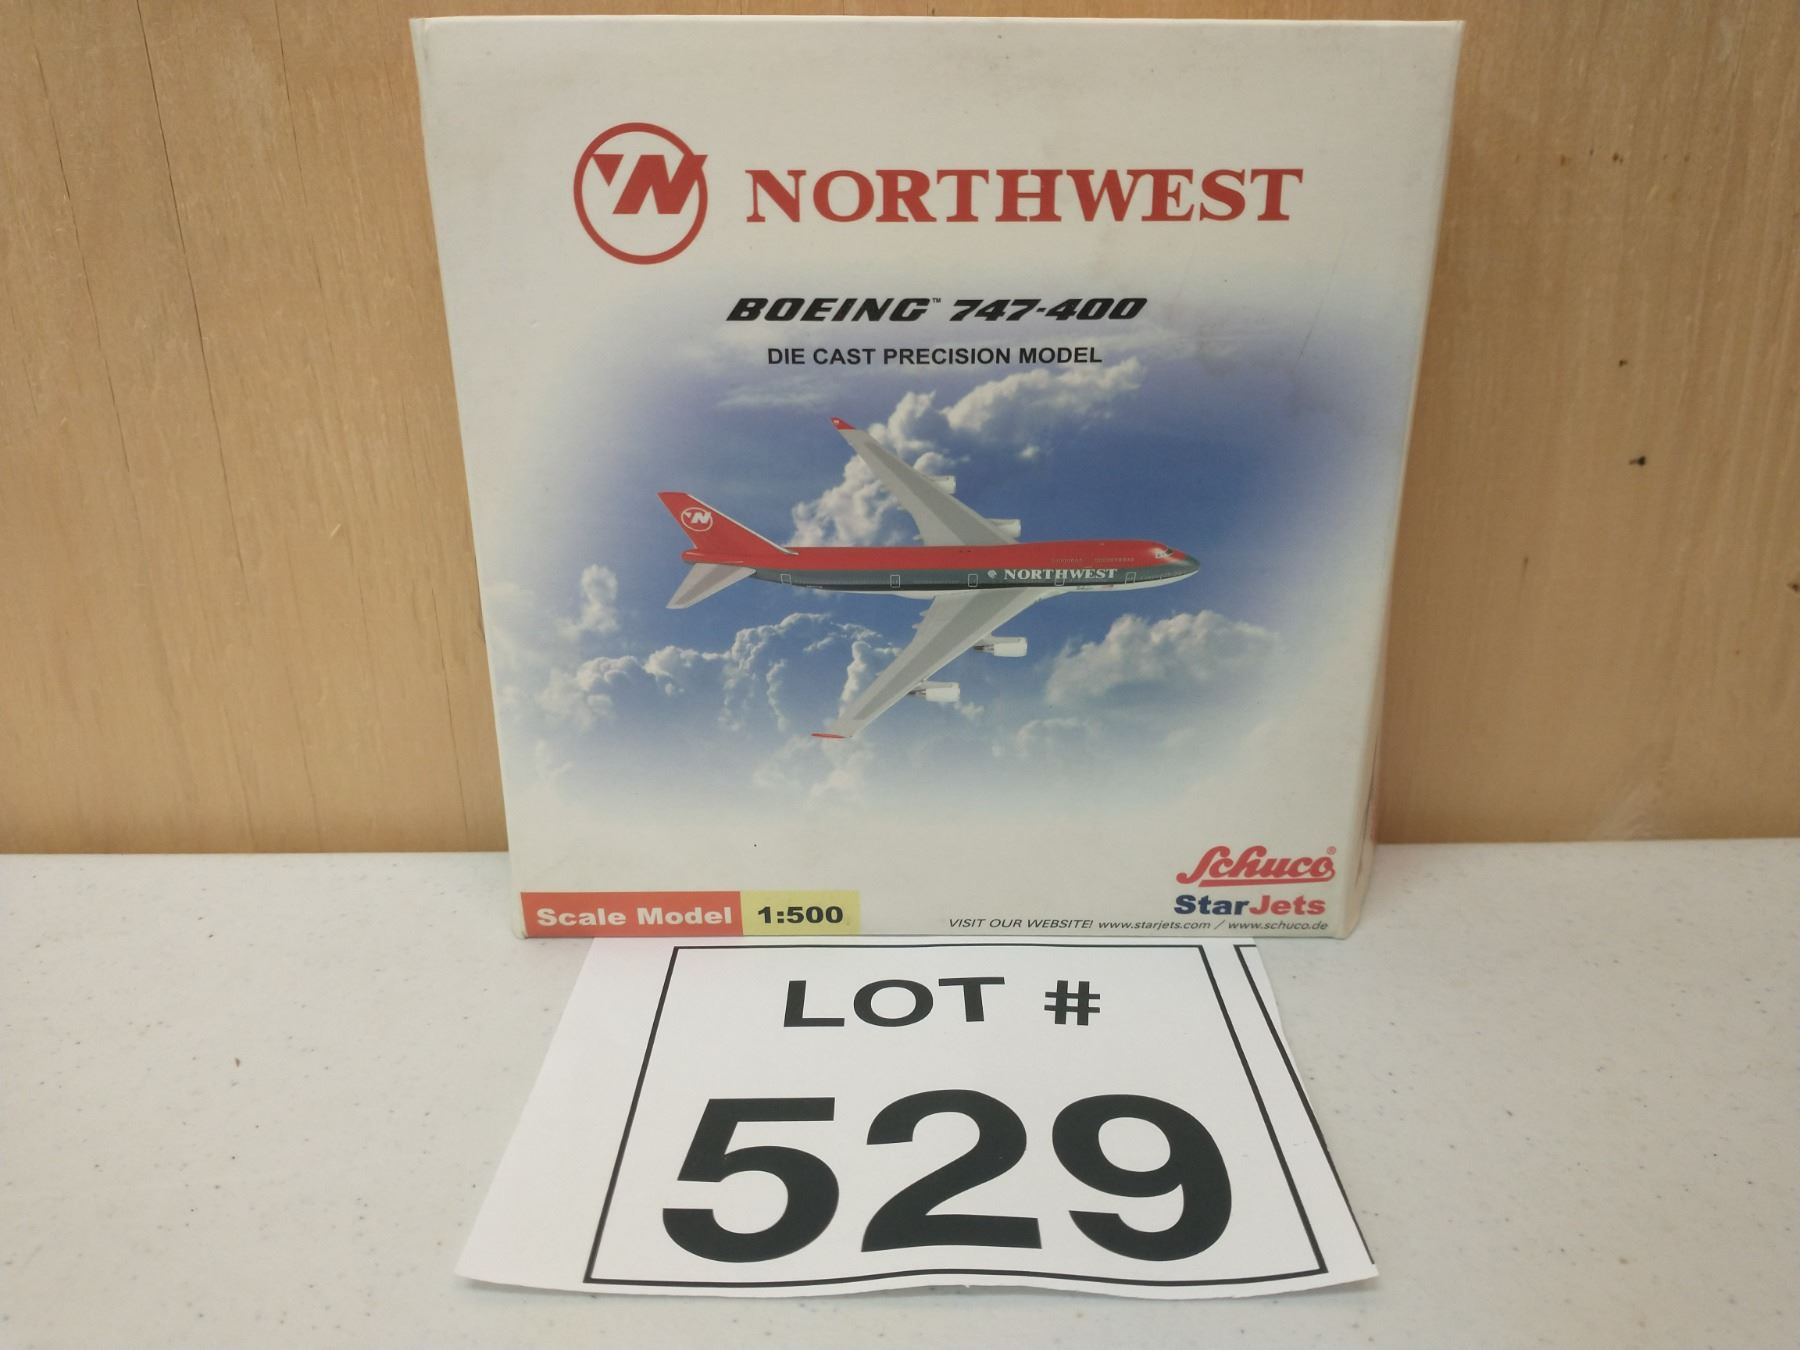 NORTHWEST
BOEING™ 747-400
DIE CAST PRECISION MODEL
NORTHWEST
Schuco®
StarJets
Scale Model 1:500
VISIT OUR WEBSITE! www.starjets.com / www.schuco.de
LOT #
529